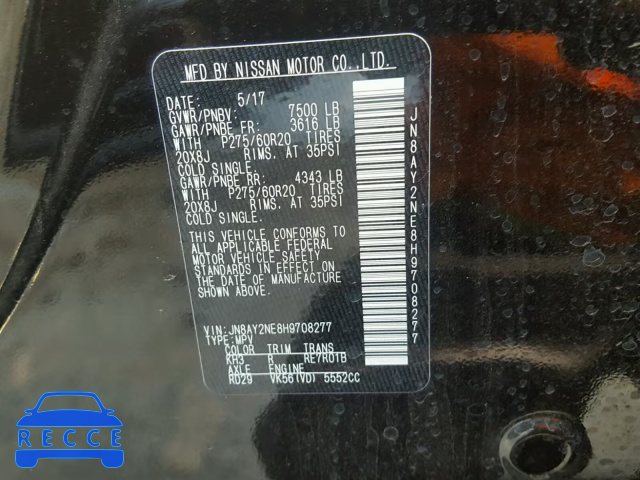 MFD BY NISSAN MOTOR CO.,LTD.
DATE: 5/17
GVWR/PNBV: 7500 LB
GAWR/PNBE FR: 3616 LB
WITH P275/60R20 TIRES
20X8J RIMS. AT 35PSI
COLD SINGLE.
GAWR/PNBE RR: 4343 LB
WITH P275/60R20 TIRES
20X8J RIMS. AT 35PSI
COLD SINGLE.
THIS VEHICLE CONFORMS TO
ALL APPLICABLE FEDERAL
MOTOR VEHICLE SAFETY
STANDARDS IN EFFECT ON
THE DATE OF MANUFACTURE
SHOWN ABOVE.
VIN:JN8AY2NE8H9708277
TYPE:MPV
COLOR TRIM TRANS
KH3 R RE7R01B
AXLE ENGINE
RD29 VK56(VD) 5552CC
JN8AY2NE8H9708277
RECCE